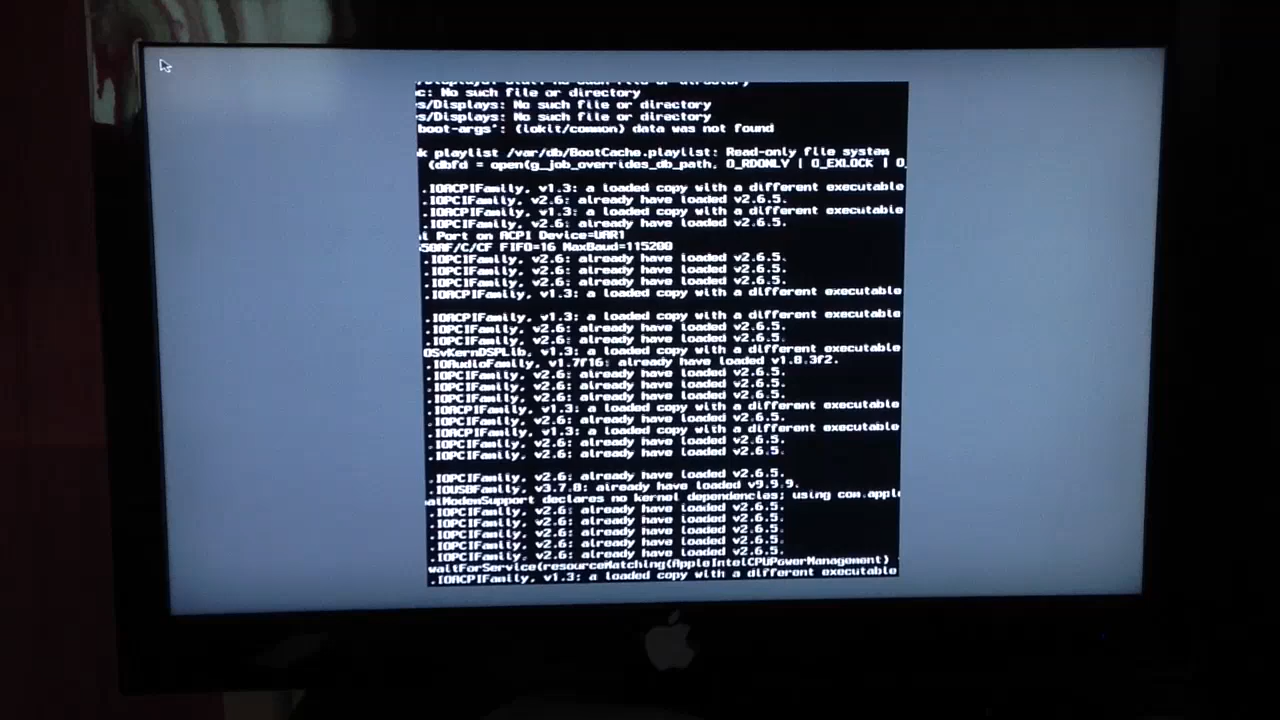 c: No such file or directory
s/Displays: No such file or directory
s/Displays: No such file or directory
boot-args": (iokit/common) data was not found
k playlist /var/db/BootCache.playlist: Read-only file system
(dbfd = open(g_job_overrides_db_path, O_RDONLY | O_EXLOCK | O_
.IOACPIFamily, v1.3: a loaded copy with a different executable
.IOPCIFamily, v2.6: already have loaded v2.6.5.
.IOACPIFamily, v1.3: a loaded copy with a different executable
.IOPCIFamily, v2.6: already have loaded v2.6.5.
l Port on ACPI Device=UAR1
550AF/C/CF FIFO=16 MaxBaud=115200
.IOPCIFamily, v2.6: already have loaded v2.6.5.
.IOPCIFamily, v2.6: already have loaded v2.6.5.
.IOPCIFamily, v2.6: already have loaded v2.6.5.
.IOACPIFamily, v1.3: a loaded copy with a different executable
.IOACPIFamily, v1.3: a loaded copy with a different executable
.IOPCIFamily, v2.6: already have loaded v2.6.5.
.IOPCIFamily, v2.6: already have loaded v2.6.5.
OSvKernDSPLib, v1.3: a loaded copy with a different executable
.IOAudioFamily, v1.7f16: already have loaded v1.8.3f2.
.IOPCIFamily, v2.6: already have loaded v2.6.5.
.IOPCIFamily, v2.6: already have loaded v2.6.5.
.IOPCIFamily, v2.6: already have loaded v2.6.5.
.IOACPIFamily, v1.3: a loaded copy with a different executable
.IOPCIFamily, v2.6: already have loaded v2.6.5.
.IOACPIFamily, v1.3: a loaded copy with a different executable
.IOPCIFamily, v2.6: already have loaded v2.6.5.
.IOPCIFamily, v2.6: already have loaded v2.6.5.
.IOPCIFamily, v2.6: already have loaded v2.6.5.
.IOUSBFamily, v3.7.8: already have loaded v9.9.9.
alModemSupport declares no kernel dependencies; using com.appl
.IOPCIFamily, v2.6: already have loaded v2.6.5.
.IOPCIFamily, v2.6: already have loaded v2.6.5.
.IOPCIFamily, v2.6: already have loaded v2.6.5.
.IOPCIFamily, v2.6: already have loaded v2.6.5.
.IOPCIFamily, v2.6: already have loaded v2.6.5.
waitForService(resourceMatching(AppleIntelCPUPowerManagement)
.IOACPIFamily, v1.3: a loaded copy with a different executable